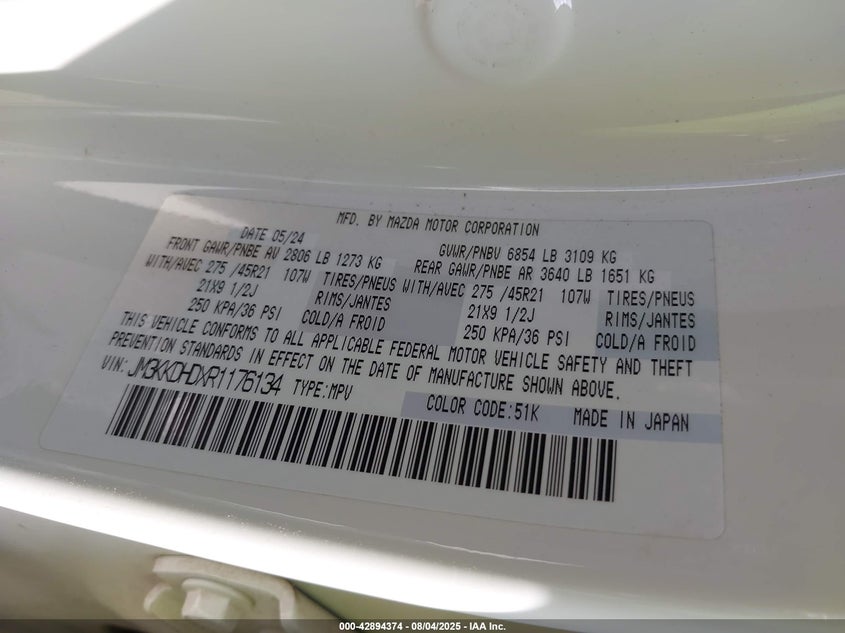 MFD. BY MAZDA MOTOR CORPORATION
DATE 05/24 GVWR/PNBV 6854 LB 3109 KG
FRONT GAWR/PNBE AV 2806 LB 1273 KG REAR GAWR/PNBE AR 3640 LB 1651 KG
WITH/AVEC 275 /45R21 107W TIRES/PNEUS WITH/AVEC 275 /45R21 107W TIRES/PNEUS
21X9 1/2J RIMS/JANTES 21X9 1/2J RIMS/JANTES
250 KPA/36 PSI COLD/A FROID 250 KPA/36 PSI COLD/A FROID
THIS VEHICLE CONFORMS TO ALL APPLICABLE FEDERAL MOTOR VEHICLE SAFETY AND THEFT
PREVENTION STANDARDS IN EFFECT ON THE DATE OF MANUFACTURE SHOWN ABOVE.
VIN: JM3KKDHDXR1176134 TYPE:MPV
COLOR CODE:51K MADE IN JAPAN
000-42894374 | 08/04/2025 - IAA Inc.